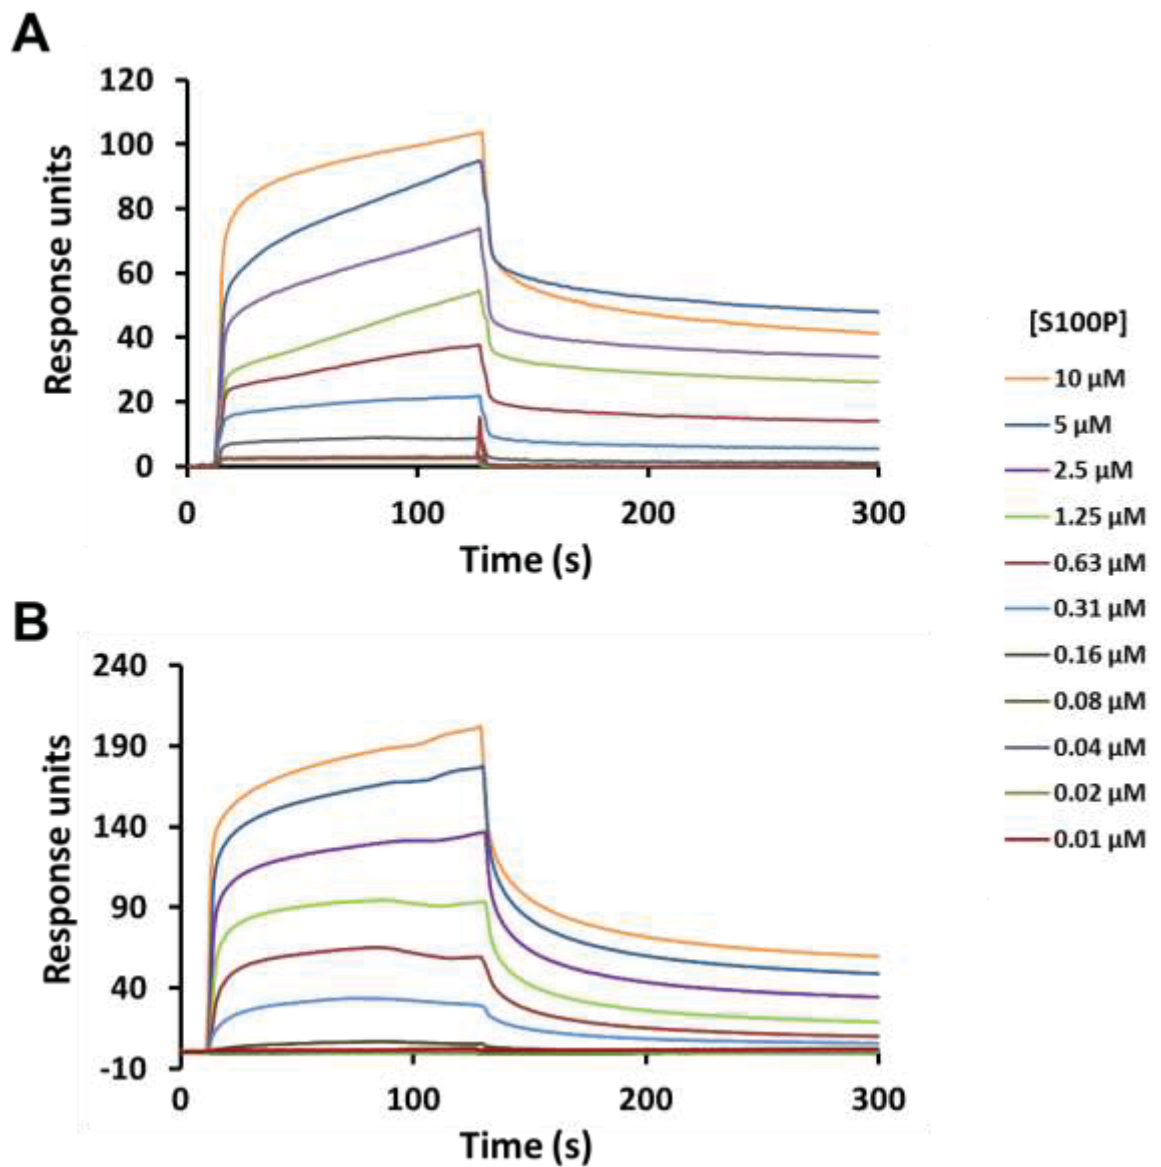 A
120
100
80
60
40
20
0
Response units
0 100 200 300
Time (s)
[S100P]
10 µM
5 µM
2.5 µM
1.25 µM
0.63 µM
0.31 µM
0.16 µM
0.08 µM
0.04 µM
0.02 µM
0.01 µM
B
240
190
140
90
40
-10
Response units
0 100 200 300
Time (s)